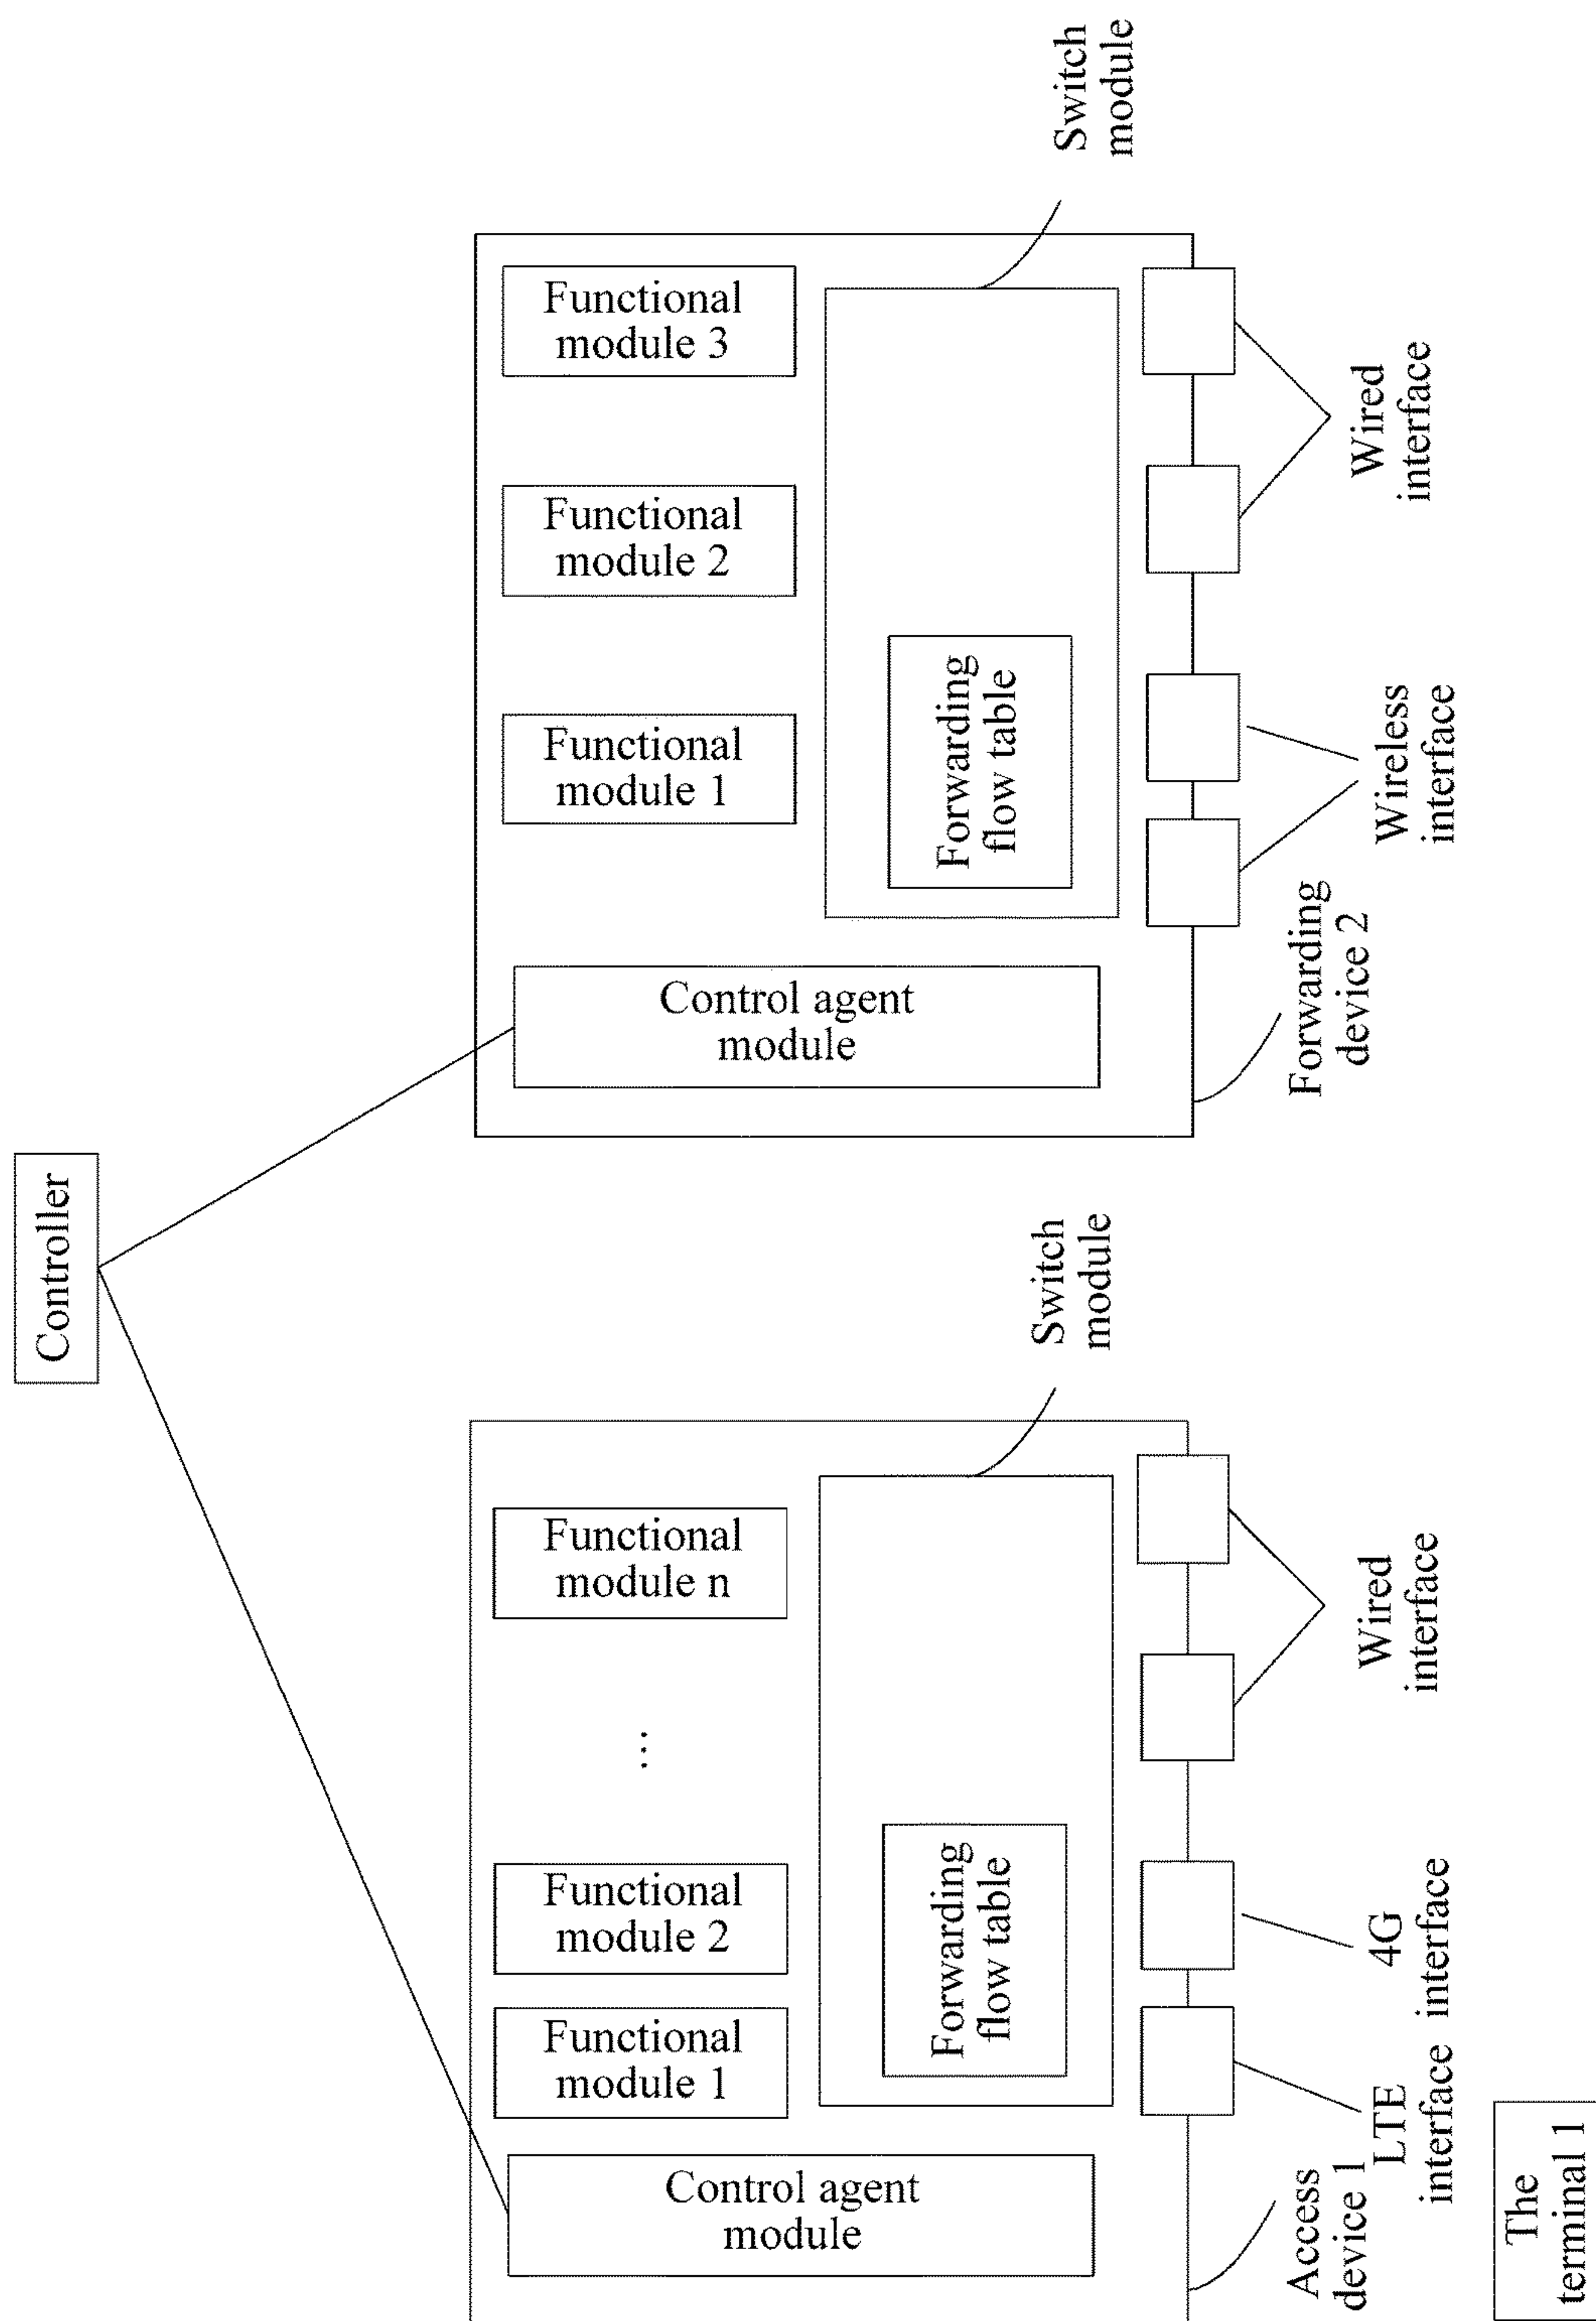 Controller
Control agent
module
Functional
module 1
Functional
module 2
...
Functional
module n
Forwarding
flow table
Switch
module
Access
device 1
LTE
interface
4G
interface
Wired
interface
The
terminal 1
Control agent
module
Functional
module 1
Functional
module 2
Functional
module 3
Forwarding
flow table
Switch
module
Forwarding
device 2
Wireless
interface
Wired
interface